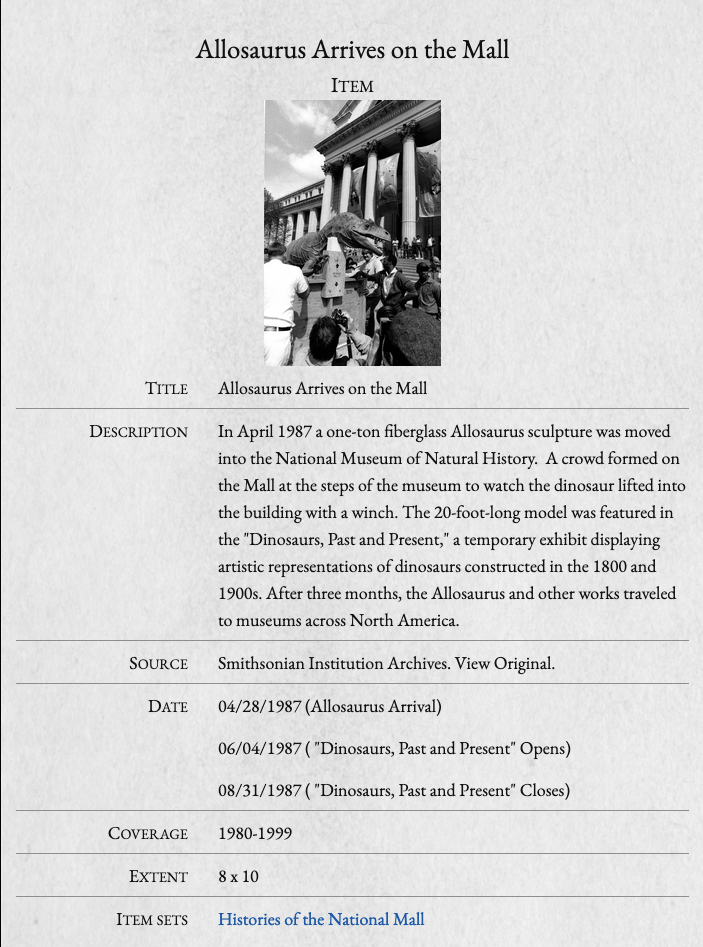 Allosaurus Arrives on the Mall
ITEM
TITLE Allosaurus Arrives on the Mall
DESCRIPTION In April 1987 a one-ton fiberglass Allosaurus sculpture was moved
into the National Museum of Natural History. A crowd formed on
the Mall at the steps of the museum to watch the dinosaur lifted into
the building with a winch. The 20-foot-long model was featured in
the "Dinosaurs, Past and Present," a temporary exhibit displaying
artistic representations of dinosaurs constructed in the 1800 and
1900s. After three months, the Allosaurus and other works traveled
to museums across North America.
SOURCE Smithsonian Institution Archives. View Original.
DATE 04/28/1987 (Allosaurus Arrival)
06/04/1987 ( "Dinosaurs, Past and Present" Opens)
08/31/1987 ( "Dinosaurs, Past and Present" Closes)
COVERAGE 1980-1999
EXTENT 8 x 10
ITEM SETS Histories of the National Mall